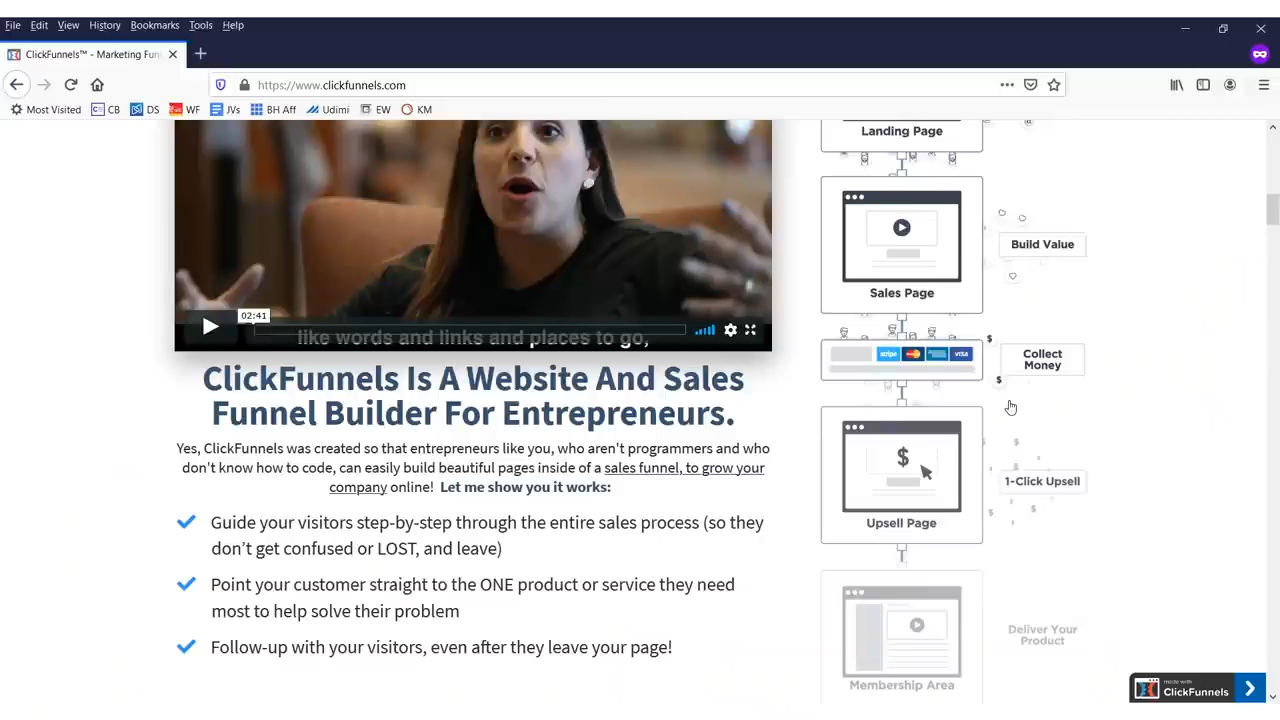 File Edit View History Bookmarks Tools Help
ClickFunnels™ - Marketing Fun
https://www.clickfunnels.com
Most Visited CB DS WF JVs BH Aff Udimi EW KM
Landing Page
Build Value
Sales Page
02:41
like words and links and places to go,
stripe VISA
Collect
Money
ClickFunnels Is A Website And Sales
Funnel Builder For Entrepreneurs.
Yes, ClickFunnels was created so that entrepreneurs like you, who aren't programmers and who
don't know how to code, can easily build beautiful pages inside of a sales funnel, to grow your
company online! Let me show you it works:
Guide your visitors step-by-step through the entire sales process (so they
don't get confused or LOST, and leave)
Point your customer straight to the ONE product or service they need
most to help solve their problem
Follow-up with your visitors, even after they leave your page!
$
1-Click Upsell
Upsell Page
Deliver Your
Product
Membership Area
made with
ClickFunnels